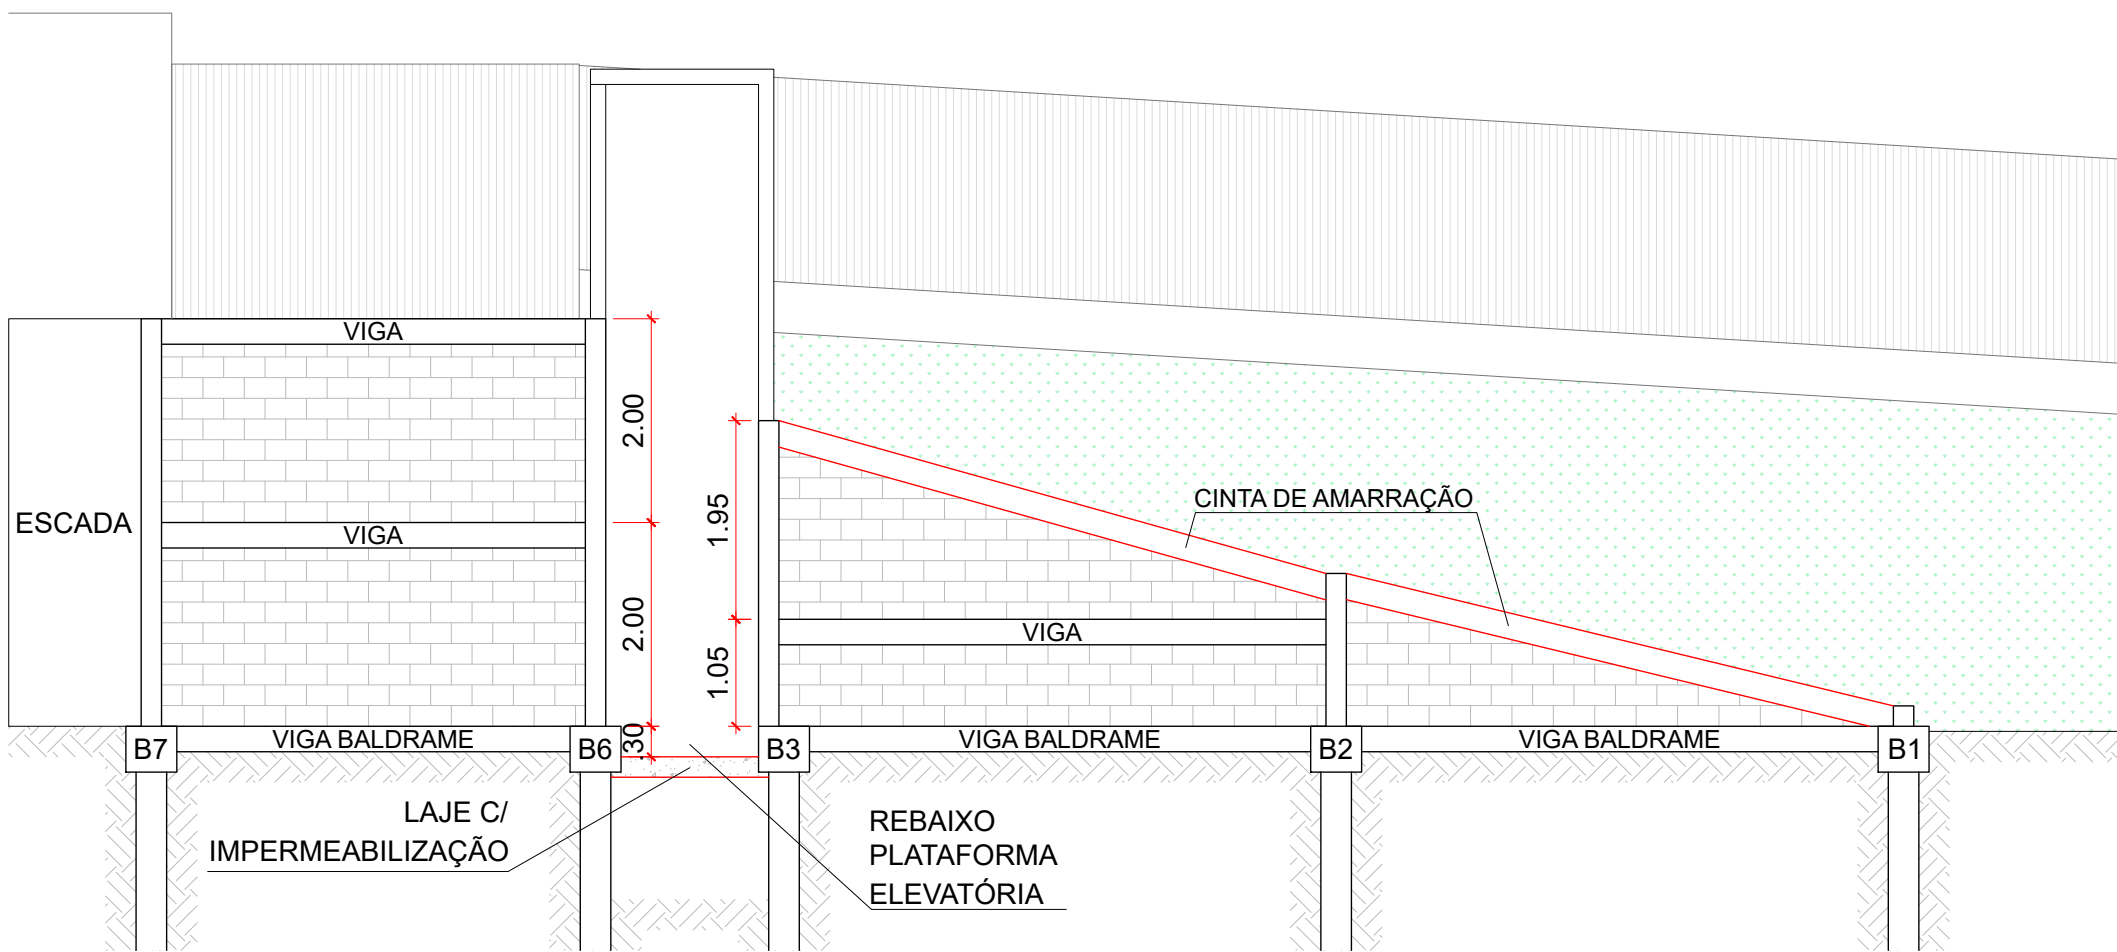 VIGA
2.00
1.95
CINTA DE AMARRAÇÃO
ESCADA
VIGA
2.00
VIGA
1.05
B7
VIGA BALDRAME
B6
.30
B3
VIGA BALDRAME
B2
VIGA BALDRAME
B1
LAJE C/
IMPERMEABILIZAÇÃO
REBAIXO
PLATAFORMA
ELEVATÓRIA